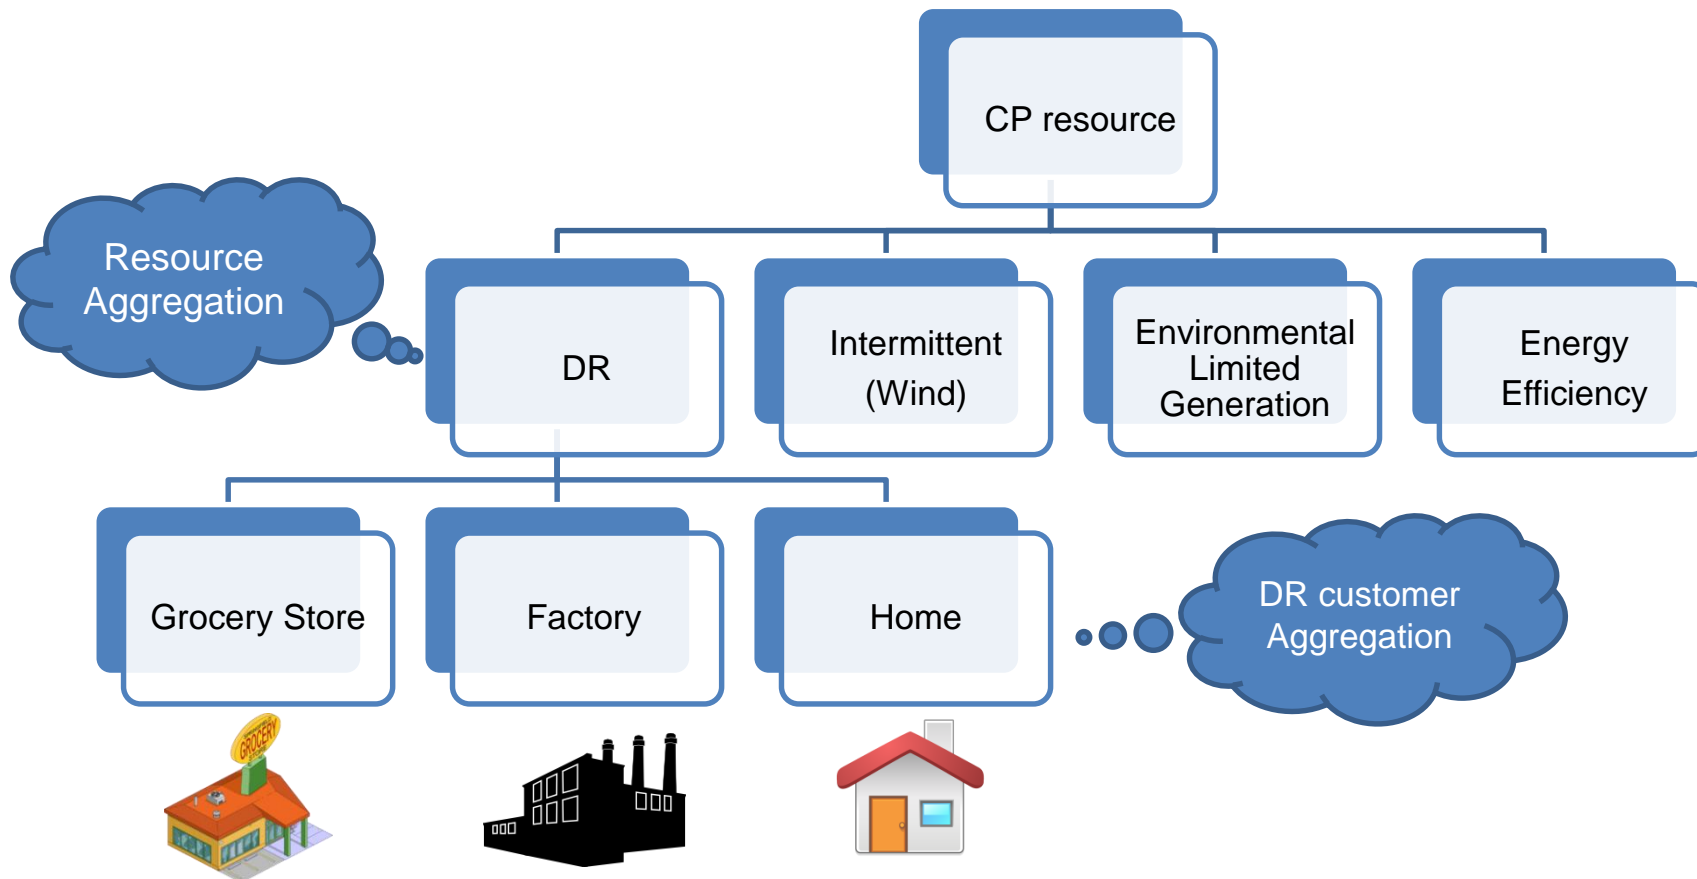 CP resource
Resource
Aggregation
DR
Intermittent
(Wind)
Environmental
Limited
Generation
Energy
Efficiency
Grocery Store
Factory
Home
DR customer
Aggregation
GROCERY